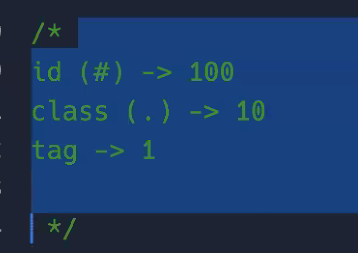 /*
id (#) -> 100
class (.) -> 10
tag -> 1
*/